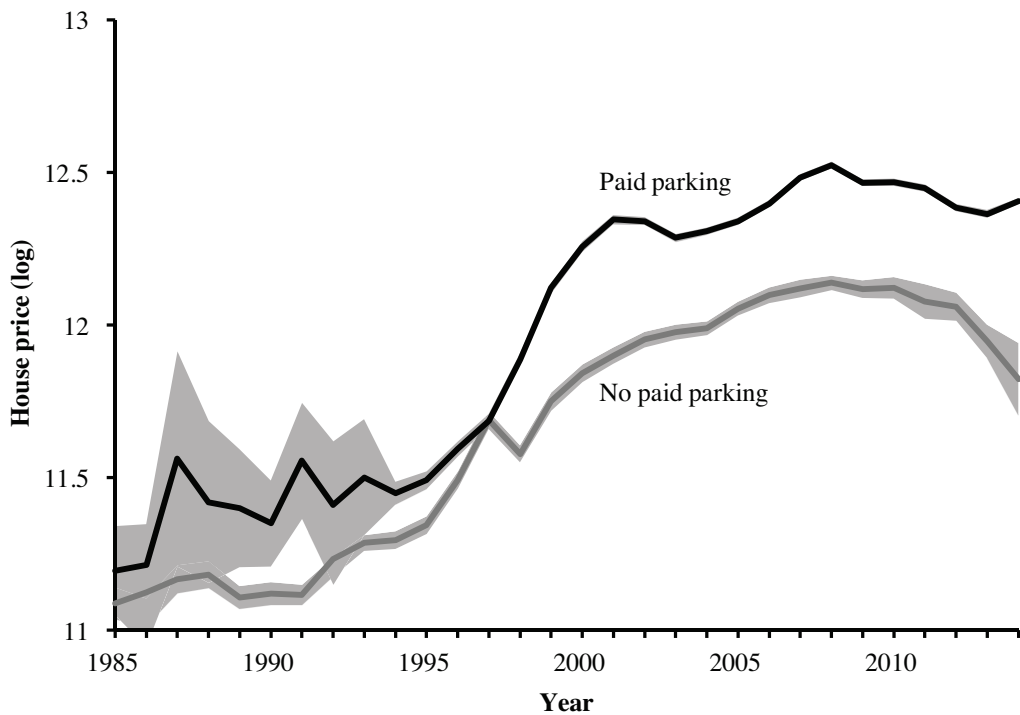 13
12.5
Paid parking
12
No paid parking
11.5
11
House price (log)
1985 1990 1995 2000 2005 2010
Year